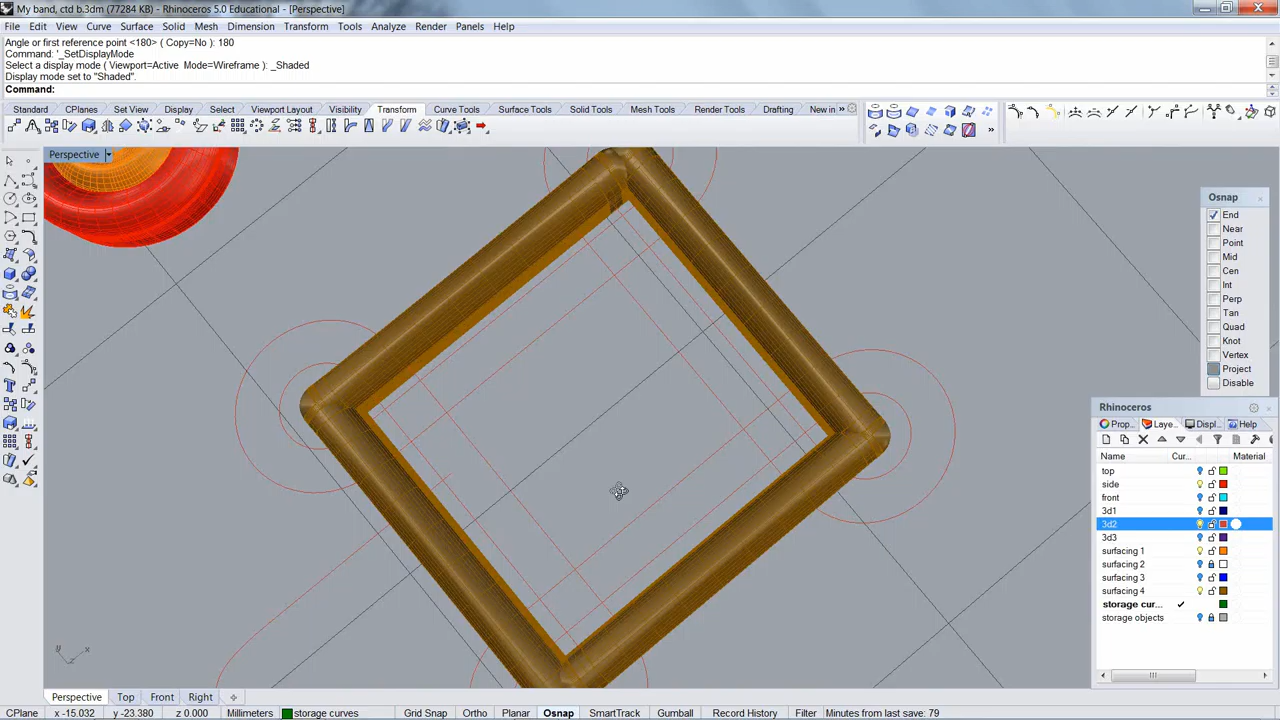 My band, ctd b.3dm (77284 KB) - Rhinoceros 5.0 Educational - [Perspective]
File Edit View Curve Surface Solid Mesh Dimension Transform Tools Analyze Render Panels Help
Angle or first reference point <180> ( Copy=No ): 180
Command: '_SetDisplayMode
Select a display mode ( Viewport=Active Mode=Wireframe ): _Shaded
Display mode set to "Shaded".
Command:
Standard CPlanes Set View Display Select Viewport Layout Visibility Transform Curve Tools Surface Tools Solid Tools Mesh Tools Render Tools Drafting New in »
Perspective
Osnap
End
Near
Point
Mid
Cen
Int
Perp
Tan
Quad
Knot
Vertex
Project
Disable
Rhinoceros
Prop... Laye... Displ... Help
Name Cur... Material
top
side
front
3d1
3d2
3d3
surfacing 1
surfacing 2
surfacing 3
surfacing 4
storage cur...
storage objects
y x
z
Perspective Top Front Right
CPlane x -15.032 y -23.380 z 0.000 Millimeters storage curves Grid Snap Ortho Planar Osnap SmartTrack Gumball Record History Filter Minutes from last save: 79